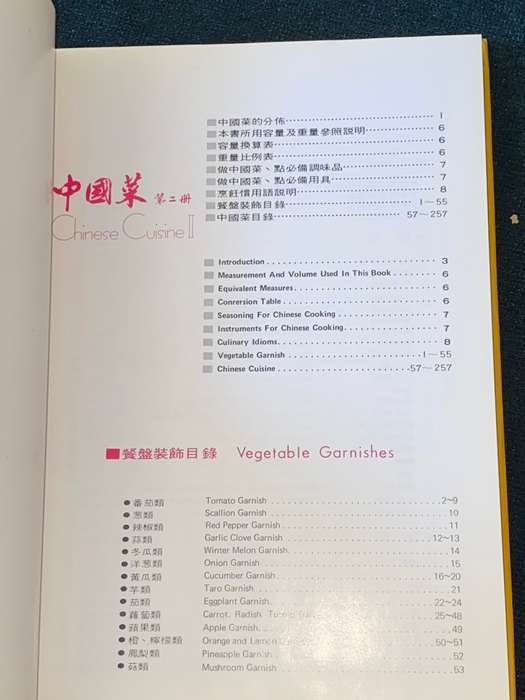 中國菜 第二册
Chinese Cuisine II
中國菜的分佈 1
本書所用容量及重量參照説明 6
容量換算表 6
重量比例表 6
做中國菜、點必備調味品 7
做中國菜、點必備用具 7
烹飪慣用語説明 8
餐盤裝飾目錄 1~55
中國菜目錄 57~257
Introduction 3
Measurement And Volume Used In This Book 6
Equivalent Measures 6
Conrersion Table 6
Seasoning For Chinese Cooking 7
Instruments For Chinese Cooking 7
Culinary Idioms 8
Vegetable Garnish 1~55
Chinese Cuisine 57~257
餐盤裝飾目錄 Vegetable Garnishes
番茄類 Tomato Garnish 2~9
葱類 Scallion Garnish 10
辣椒類 Red Pepper Garnish 11
蒜類 Garlic Clove Garnish 12~13
冬瓜類 Winter Melon Garnish 14
洋葱類 Onion Garnish 15
黃瓜類 Cucumber Garnish 16~20
芋類 Taro Garnish 21
茄類 Eggplant Garnish 22~24
蘿蔔類 Carrot, Radish, 25~48
蘋果類 Apple Garnish 49
橙、檸檬類 Orange and Lemon 50~51
鳳梨類 Pineapple Garnish 52
菇類 Mushroom Garnish 53